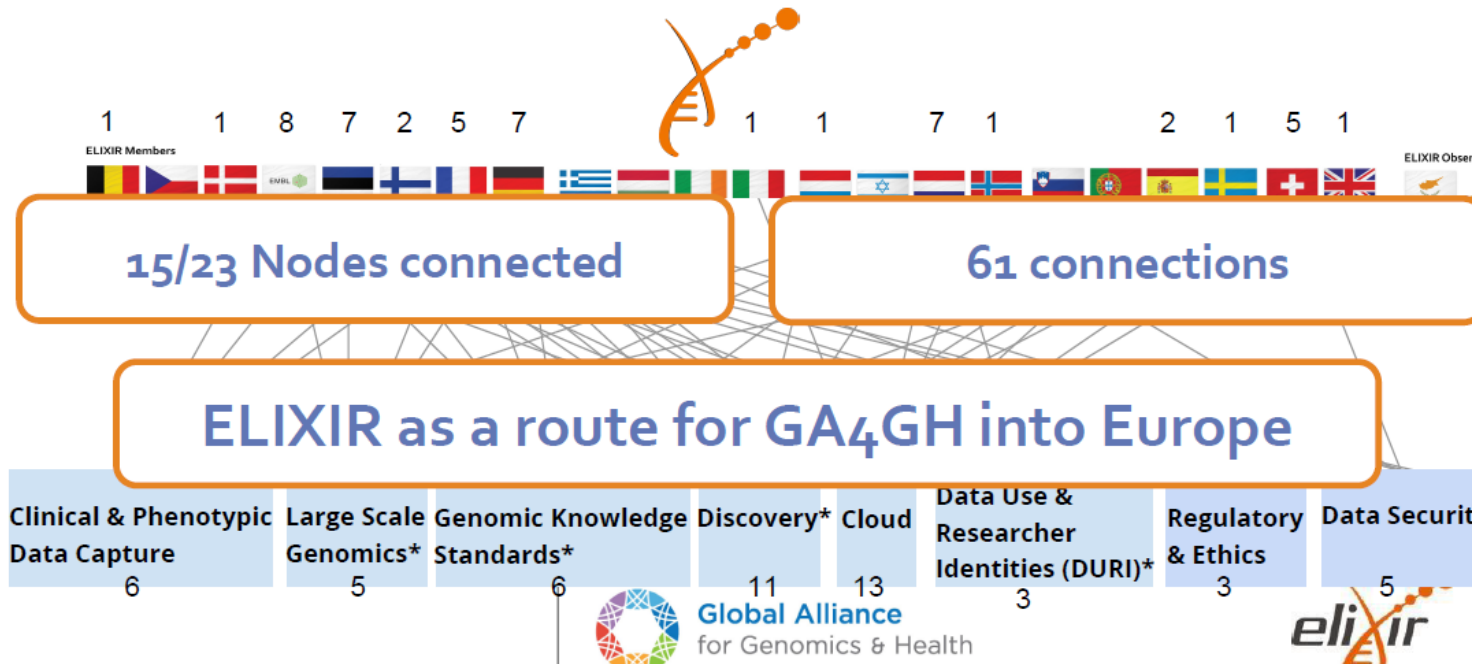 1 1 8 7 2 5 7 1 1 7 1 2 1 5 1
ELIXIR Members
ELIXIR Obser
EMBL
15/23 Nodes connected
61 connections
ELIXIR as a route for GA4GH into Europe
Clinical & Phenotypic
Data Capture
6
Large Scale
Genomics*
5
Genomic Knowledge
Standards*
6
Discovery*
11
Cloud
13
Data Use &
Researcher
Identities (DURI)*
3
Regulatory
& Ethics
3
Data Securit
5
Global Alliance
for Genomics & Health
elixir